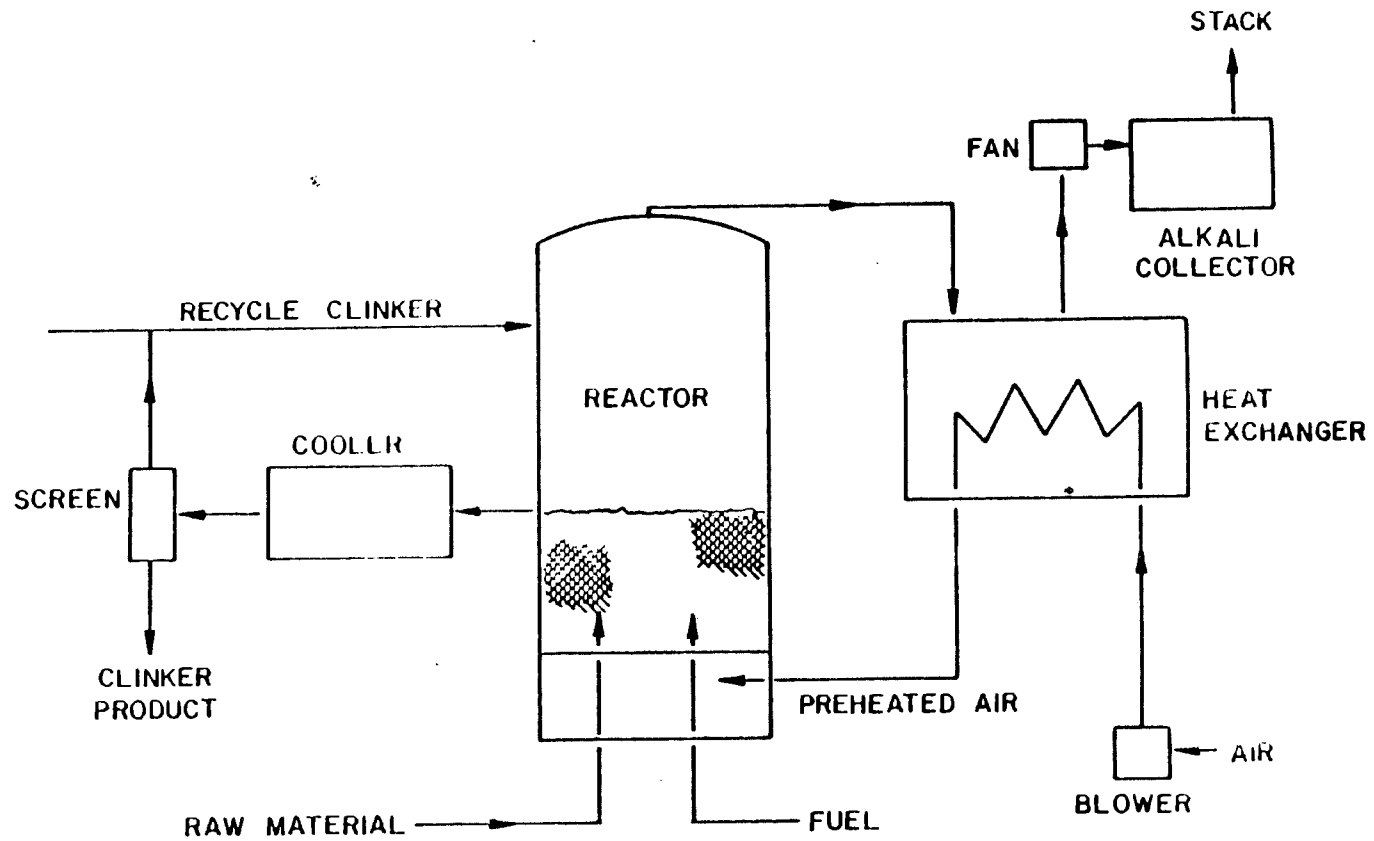 STACK
FAN
ALKALI
COLLECTOR
RECYCLE CLINKER
REACTOR
HEAT
EXCHANGER
COOLER
SCREEN
CLINKER
PRODUCT
PREHEATED AIR
AIR
BLOWER
RAW MATERIAL
FUEL